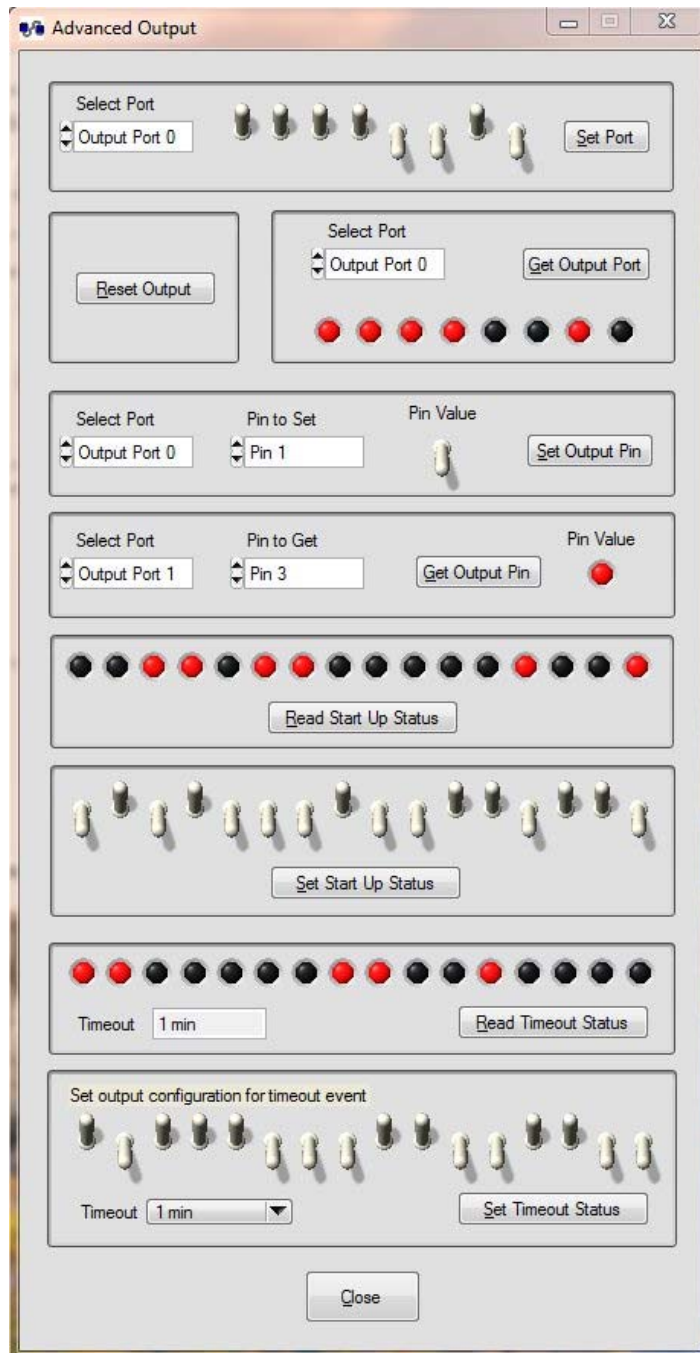 Advanced Output
Select Port
Output Port 0
Set Port
Reset Output
Select Port
Output Port 0
Get Output Port
Select Port
Pin to Set
Pin Value
Output Port 0
Pin 1
Set Output Pin
Select Port
Pin to Get
Pin Value
Output Port 1
Pin 3
Get Output Pin
Read Start Up Status
Set Start Up Status
Timeout
1 min
Read Timeout Status
Set output configuration for timeout event
Timeout
1 min
Set Timeout Status
Close